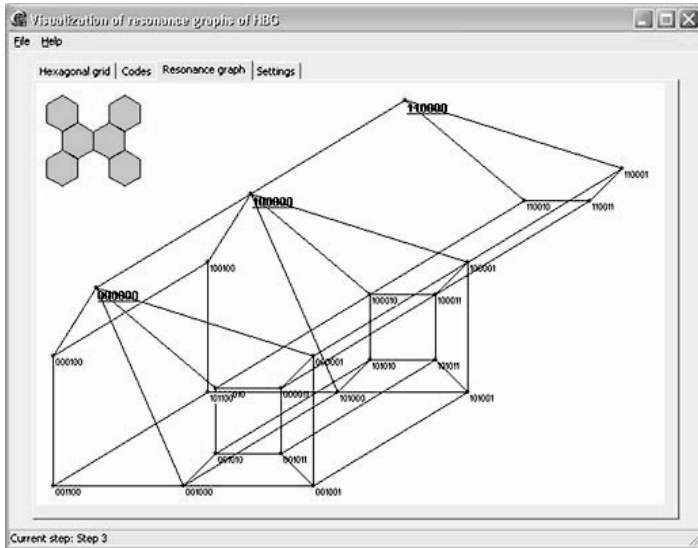 Visualization of resonance graphs of HBG
File Help
Hexagonal grid Codes Resonance graph Settings
110000
110001
100000
110010 110011
100100
100001
000000
100010 100011
000100
000001
101010 101011
101100 010 000011 101000 101001
001010 001011
001100 001000 001001
Current step: Step 3